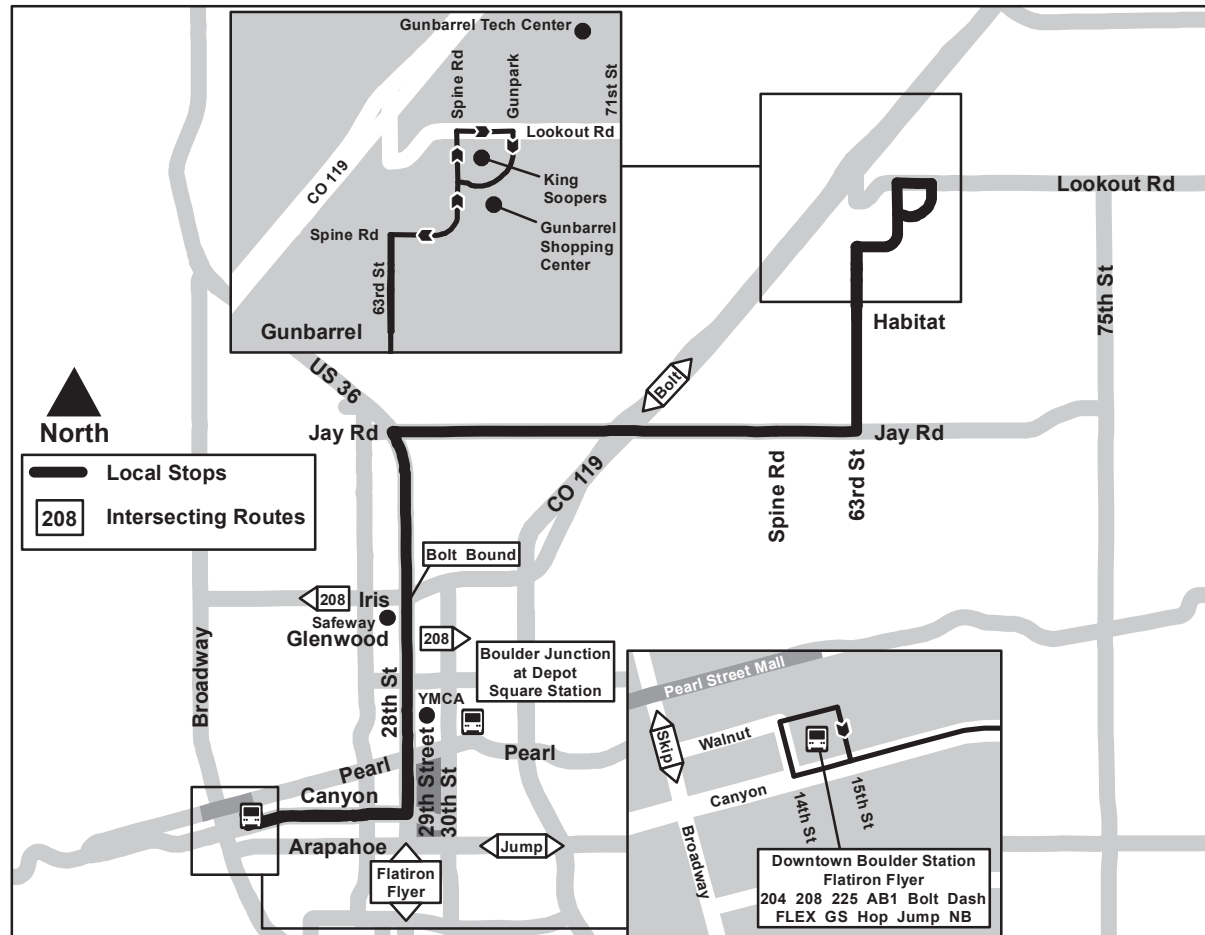 Gunbarrel Tech Center
Spine Rd
Gunpark
71st St
Lookout Rd
CO 119
King
Soopers
Spine Rd
Gunbarrel
Shopping
Center
63rd St
Gunbarrel
Lookout Rd
75th St
Habitat
US 36
Bolt
North
Jay Rd
Jay Rd
CO 119
Spine Rd
63rd St
Local Stops
208 Intersecting Routes
Bolt Bound
208 Iris
Safeway
Glenwood
208
Boulder Junction
at Depot
Square Station
Broadway
28th St
YMCA
29th Street
30th St
Pearl
Pearl
Canyon
Arapahoe
Jump
Flatiron
Flyer
Pearl Street Mall
Skip
Walnut
Canyon
14th St
15th St
Broadway
Downtown Boulder Station
Flatiron Flyer
204 208 225 AB1 Bolt Dash
FLEX GS Hop Jump NB